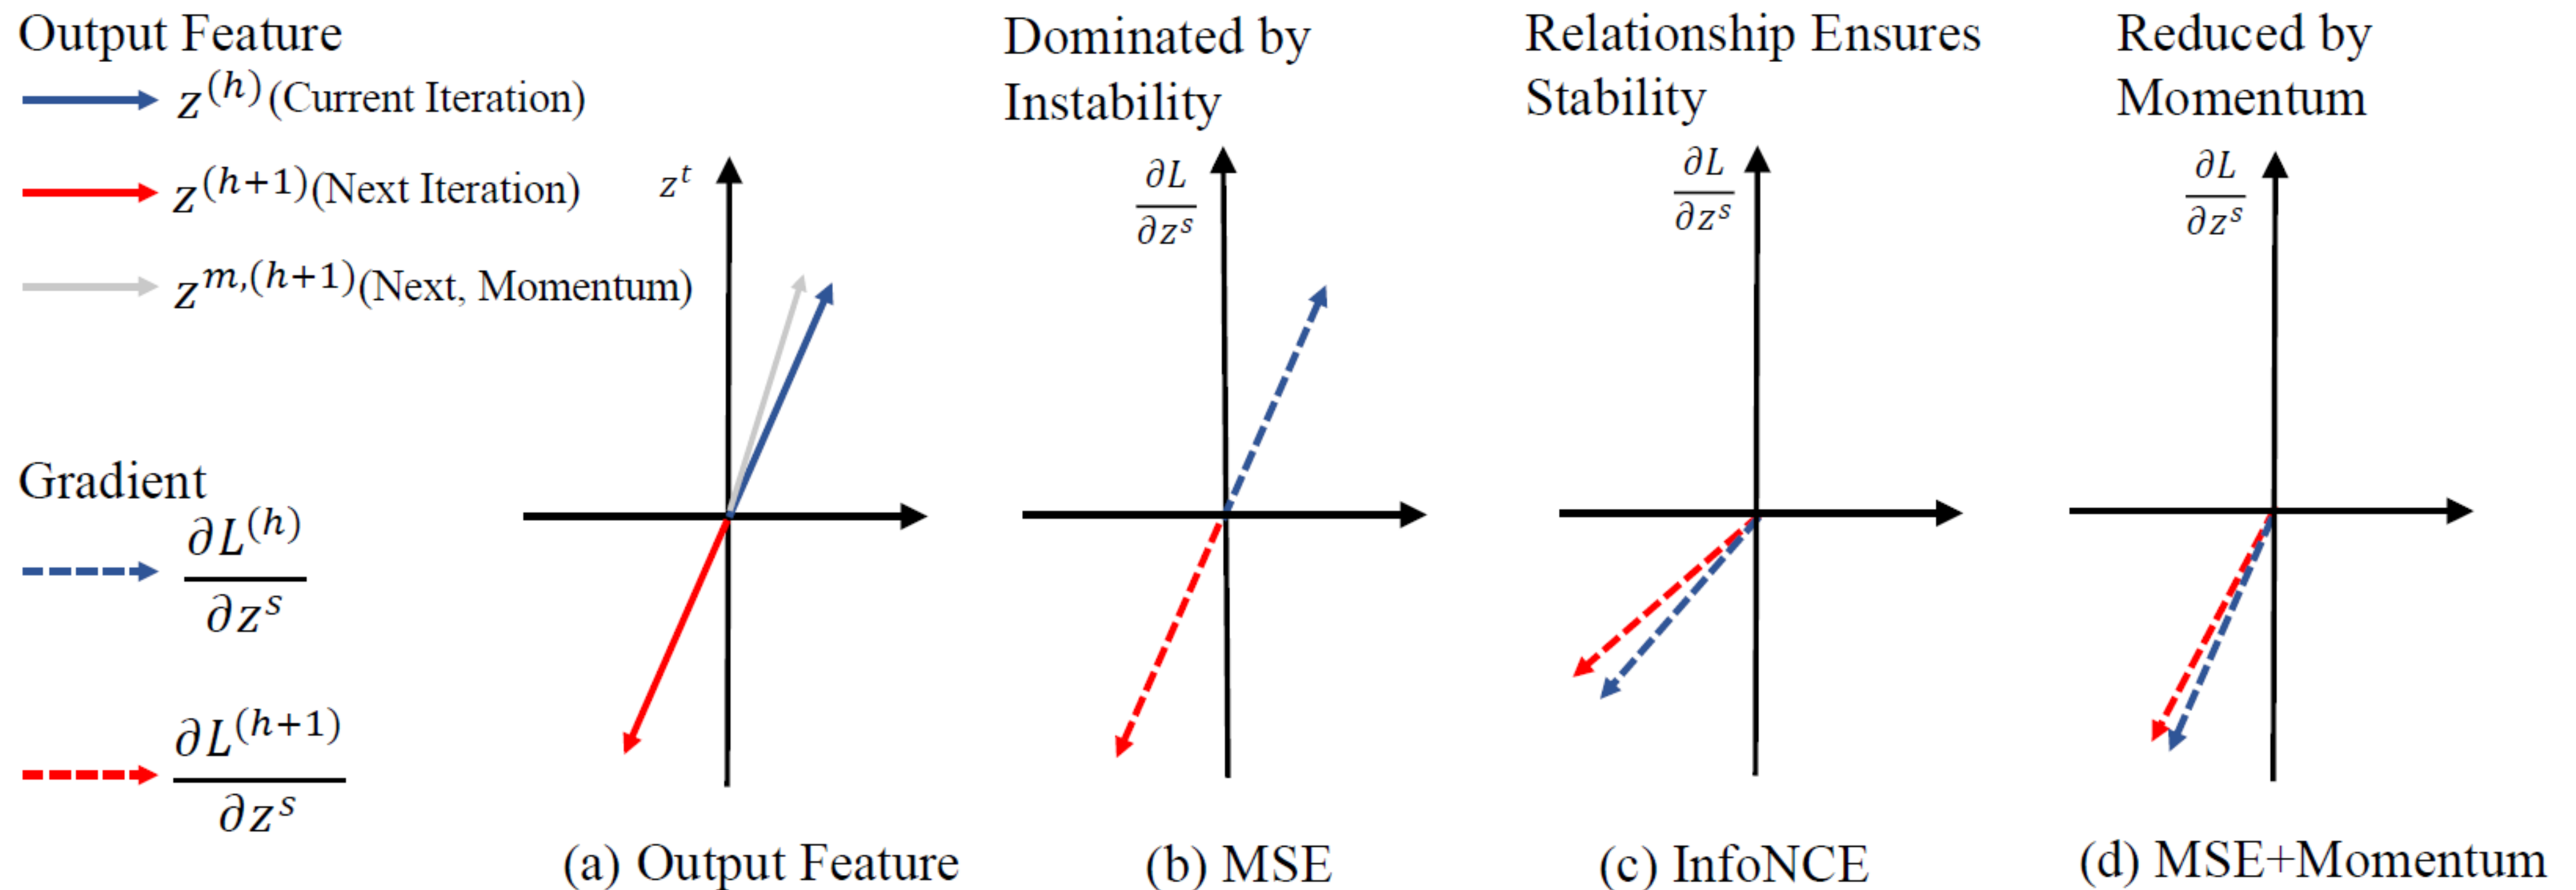 Output Feature
z^(h) (Current Iteration)
z^(h+1) (Next Iteration)
z^m,(h+1) (Next, Momentum)
Gradient
∂L^(h)
∂z^s
∂L^(h+1)
∂z^s
z^t
(a) Output Feature
Dominated by
Instability
∂L
∂z^s
(b) MSE
Relationship Ensures
Stability
∂L
∂z^s
(c) InfoNCE
Reduced by
Momentum
∂L
∂z^s
(d) MSE+Momentum